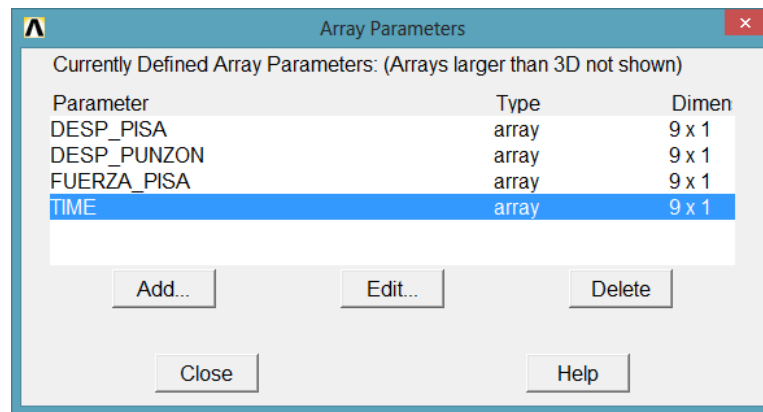 Array Parameters
Currently Defined Array Parameters: (Arrays larger than 3D not shown)
Parameter Type Dimen
DESP_PISA array 9 x 1
DESP_PUNZON array 9 x 1
FUERZA_PISA array 9 x 1
TIME array 9 x 1
Add... Edit... Delete
Close Help